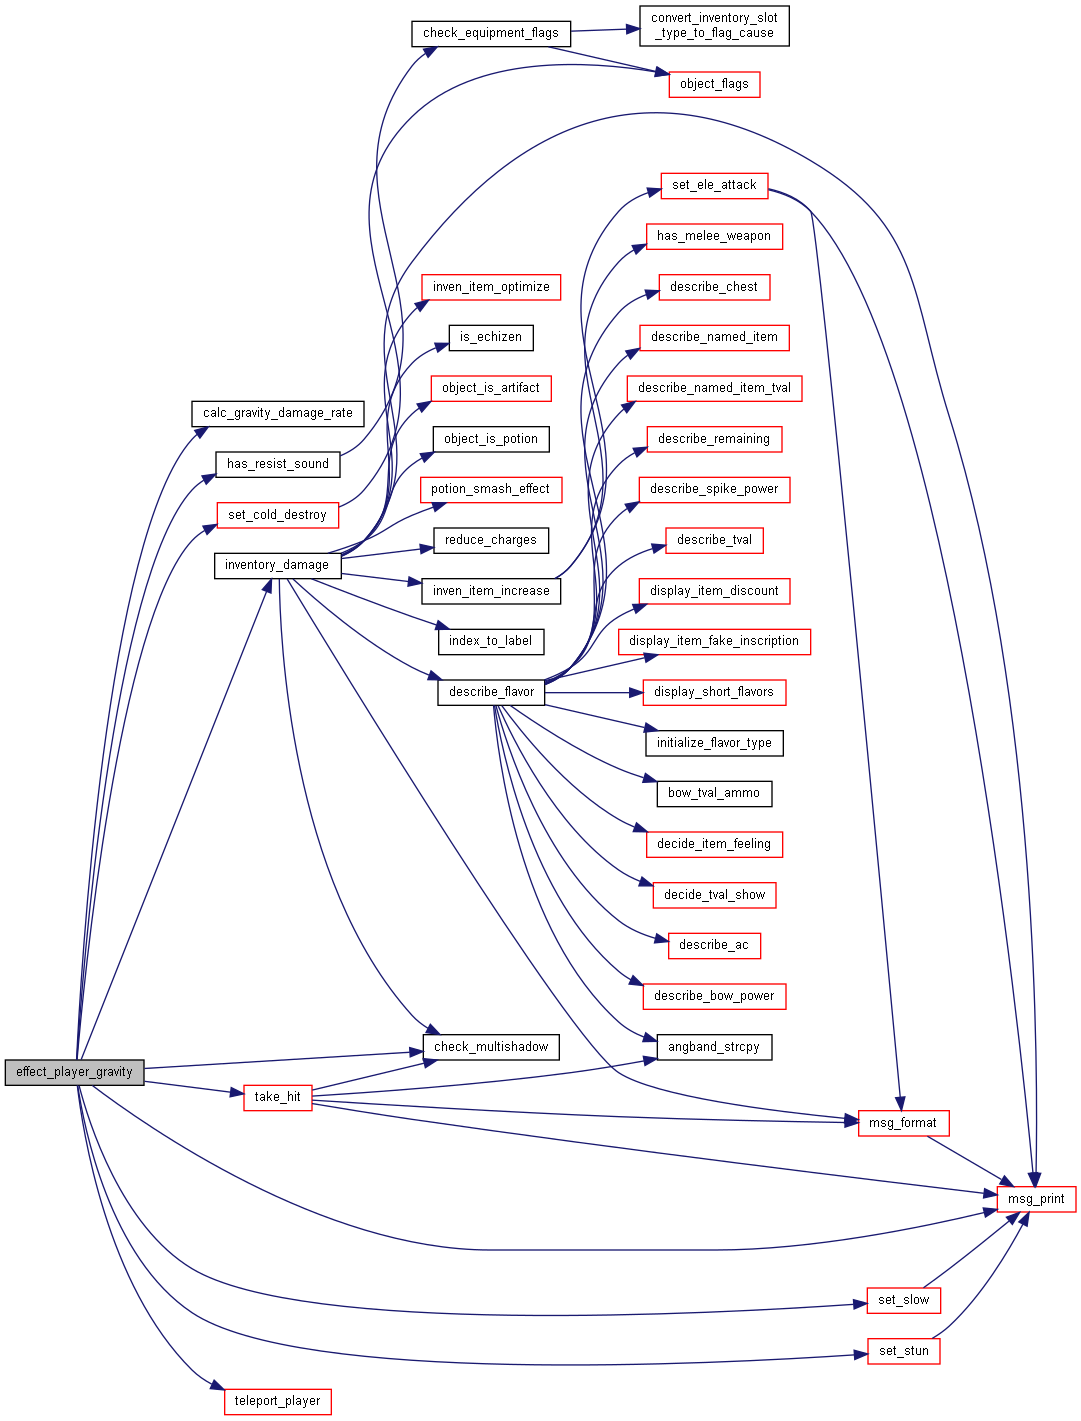 check_equipment_flags
convert_inventory_slot
_type_to_flag_cause
object_flags
set_ele_attack
has_melee_weapon
describe_chest
inven_item_optimize
is_echizen
describe_named_item
object_is_artifact
describe_named_item_tval
calc_gravity_damage_rate
object_is_potion
describe_remaining
has_resist_sound
potion_smash_effect
describe_spike_power
set_cold_destroy
reduce_charges
describe_tval
inventory_damage
inven_item_increase
display_item_discount
index_to_label
display_item_fake_inscription
describe_flavor
display_short_flavors
initialize_flavor_type
bow_tval_ammo
decide_item_feeling
decide_tval_show
describe_ac
describe_bow_power
check_multishadow
angband_strcpy
effect_player_gravity
take_hit
msg_format
msg_print
set_slow
set_stun
teleport_player